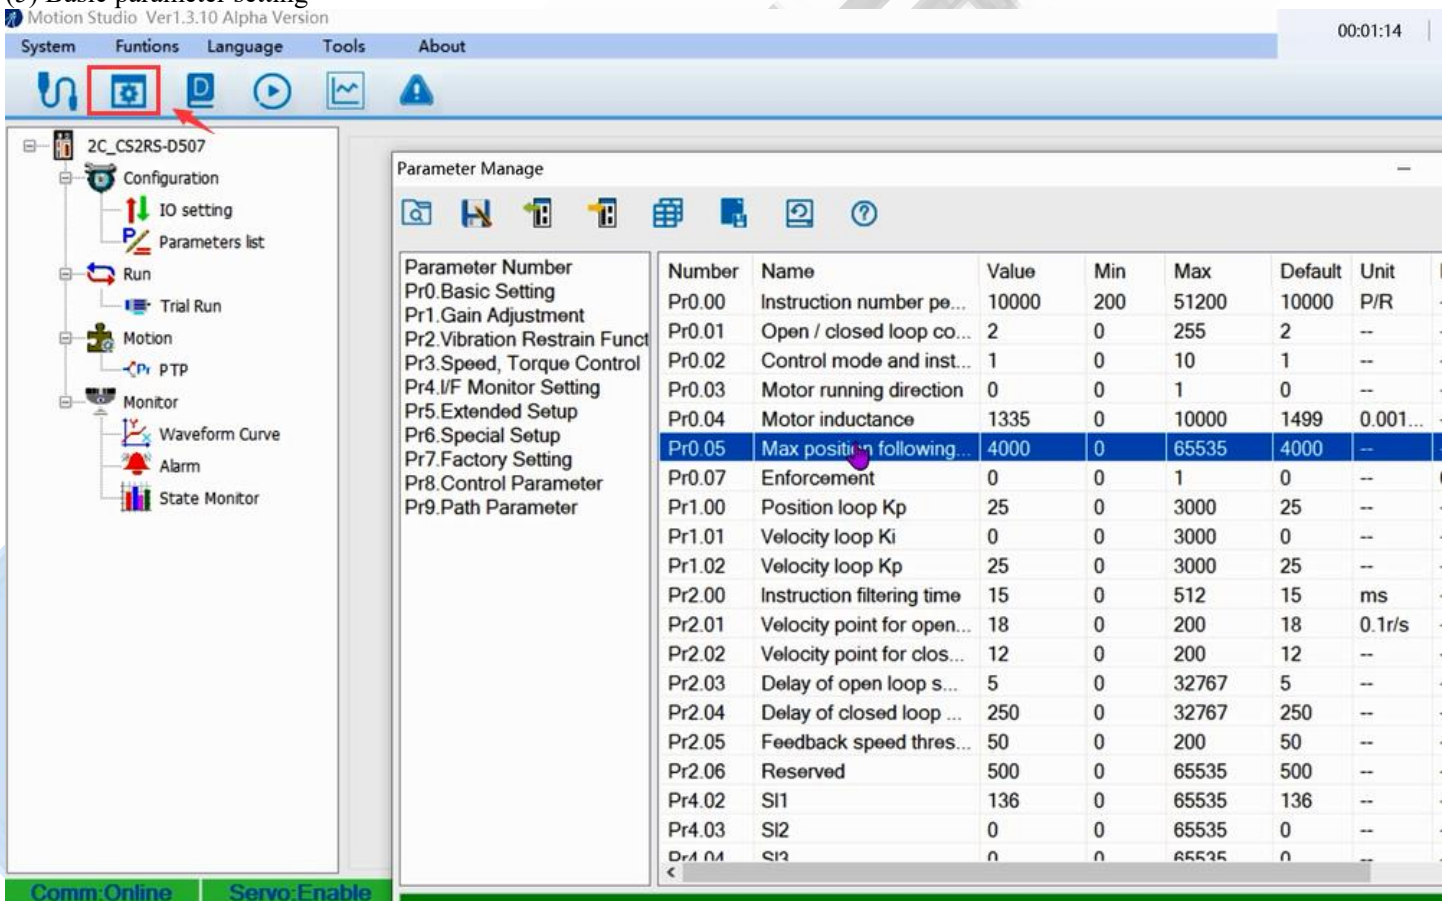 (3) Basic parameter setting
Motion Studio Ver1.3.10 Alpha Version
00:01:14
System Funtions Language Tools About
2C_CS2RS-D507
Configuration
IO setting
Parameters list
Run
Trial Run
Motion
PTP
Monitor
Waveform Curve
Alarm
State Monitor
Parameter Manage
Parameter Number
Pr0.Basic Setting
Pr1.Gain Adjustment
Pr2.Vibration Restrain Funct
Pr3.Speed, Torque Control
Pr4.I/F Monitor Setting
Pr5.Extended Setup
Pr6.Special Setup
Pr7.Factory Setting
Pr8.Control Parameter
Pr9.Path Parameter
Number Name Value Min Max Default Unit
Pr0.00 Instruction number pe... 10000 200 51200 10000 P/R
Pr0.01 Open / closed loop co... 2 0 255 2 --
Pr0.02 Control mode and inst... 1 0 10 1 --
Pr0.03 Motor running direction 0 0 1 0 --
Pr0.04 Motor inductance 1335 0 10000 1499 0.001...
Pr0.05 Max position following... 4000 0 65535 4000 --
Pr0.07 Enforcement 0 0 1 0 --
Pr1.00 Position loop Kp 25 0 3000 25 --
Pr1.01 Velocity loop Ki 0 0 3000 0 --
Pr1.02 Velocity loop Kp 25 0 3000 25 --
Pr2.00 Instruction filtering time 15 0 512 15 ms
Pr2.01 Velocity point for open... 18 0 200 18 0.1r/s
Pr2.02 Velocity point for clos... 12 0 200 12 --
Pr2.03 Delay of open loop s... 5 0 32767 5 --
Pr2.04 Delay of closed loop ... 250 0 32767 250 --
Pr2.05 Feedback speed thres... 50 0 200 50 --
Pr2.06 Reserved 500 0 65535 500 --
Pr4.02 SI1 136 0 65535 136 --
Pr4.03 SI2 0 0 65535 0 --
Pr4.04 SI3 0 0 65535 0 --
Comm:Online Servo:Enable